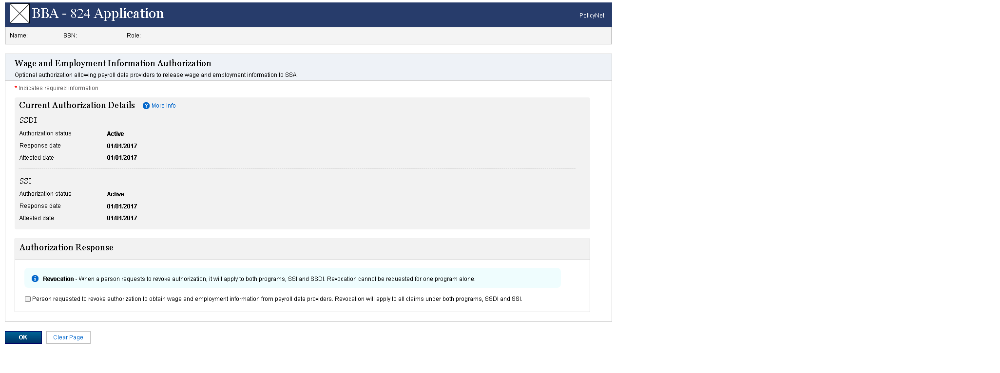 BBA - 824 Application
PolicyNet
Name: SSN: Role:
Wage and Employment Information Authorization
Optional authorization allowing payroll data providers to release wage and employment information to SSA.
* Indicates required information
Current Authorization Details More info
SSDI
Authorization status Active
Response date 01/01/2017
Attested date 01/01/2017
SSI
Authorization status Active
Response date 01/01/2017
Attested date 01/01/2017
Authorization Response
Revocation - When a person requests to revoke authorization, it will apply to both programs, SSI and SSDI. Revocation cannot be requested for one program alone.
Person requested to revoke authorization to obtain wage and employment information from payroll data providers. Revocation will apply to all claims under both programs, SSDI and SSI.
OK Clear Page